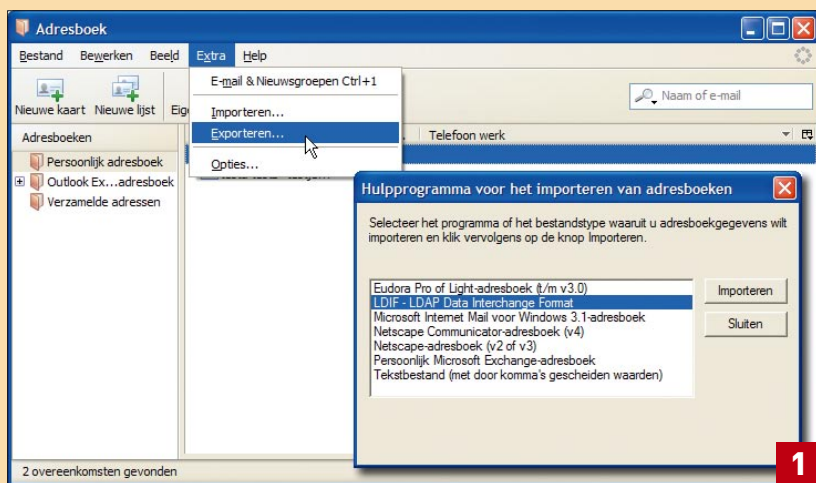 Adresboek
Bestand Bewerken Beeld Extra Help
E-mail & Nieuwsgroepen Ctrl+1
Importeren...
Exporteren...
Opties...
Nieuwe kaart Nieuwe lijst
Naam of e-mail
Adresboeken
Telefoon werk
Persoonlijk adresboek
Outlook Ex...adresboek
Verzamelde adressen
Hulpprogramma voor het importeren van adresboeken
Selecteer het programma of het bestandstype waaruit u adresboekgegevens wilt
importeren en klik vervolgens op de knop Importeren.
Eudora Pro of Light-adresboek (t/m v3.0)
LDIF - LDAP Data Interchange Format
Microsoft Internet Mail voor Windows 3.1-adresboek
Netscape Communicator-adresboek (v4)
Netscape-adresboek (v2 of v3)
Persoonlijk Microsoft Exchange-adresboek
Tekstbestand (met door komma's gescheiden waarden)
Importeren
Sluiten
2 overeenkomsten gevonden
1